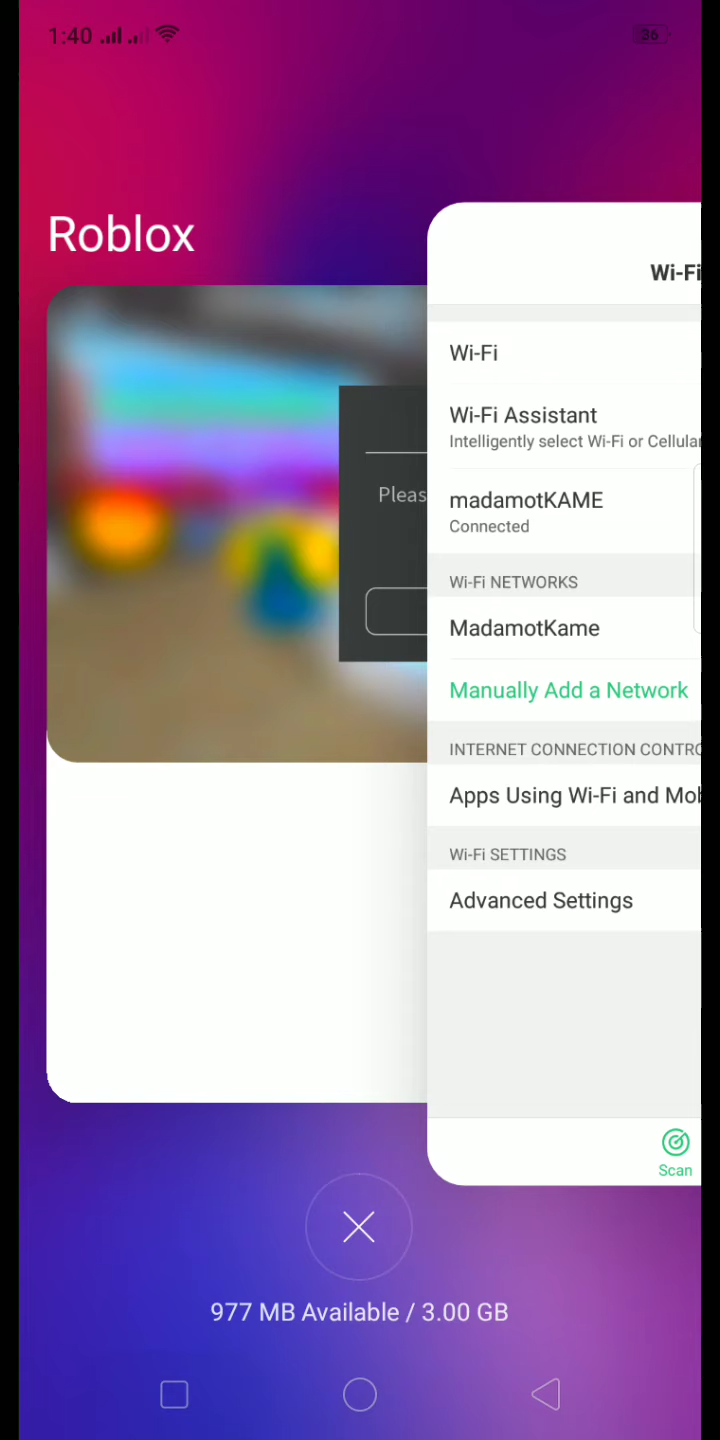 1:40
36
Roblox
Wi-Fi
Wi-Fi
Wi-Fi Assistant
Intelligently select Wi-Fi or Cellular
madamotKAME
Connected
Pleas
Wi-Fi NETWORKS
MadamotKame
Manually Add a Network
INTERNET CONNECTION CONTRO
Apps Using Wi-Fi and Mob
Wi-Fi SETTINGS
Advanced Settings
Scan
977 MB Available / 3.00 GB